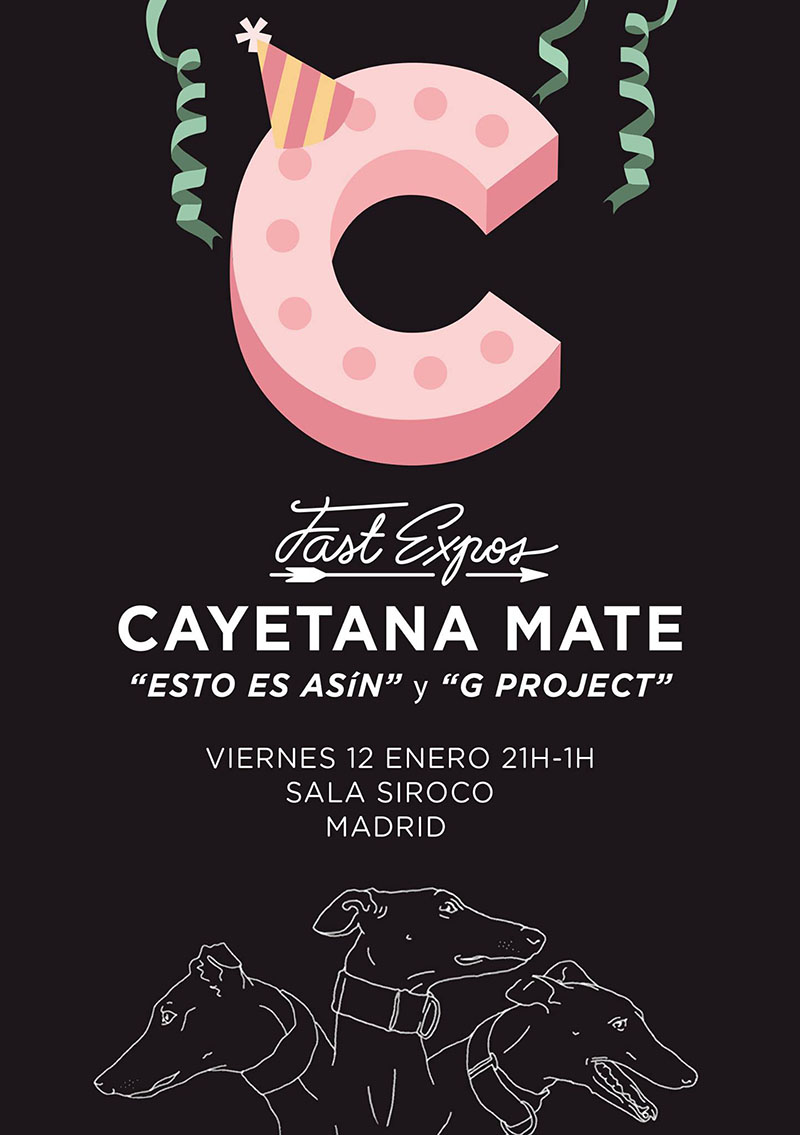 C
Fast Expos
CAYETANA MATE
“ESTO ES ASíN” y “G PROJECT”
VIERNES 12 ENERO 21H-1H
SALA SIROCO
MADRID